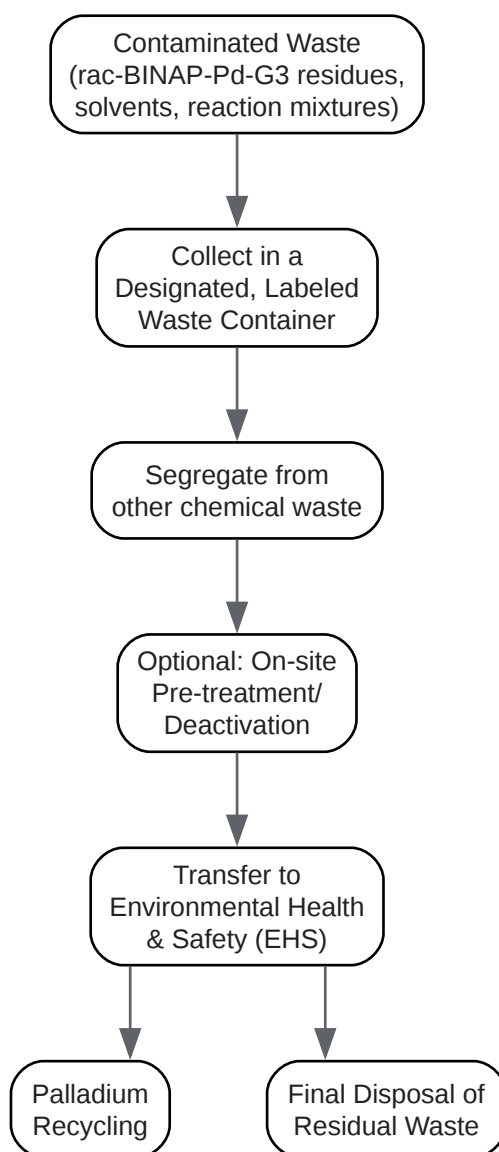 Contaminated Waste
(rac-BINAP-Pd-G3 residues,
solvents, reaction mixtures)
Collect in a
Designated, Labeled
Waste Container
Segregate from
other chemical waste
Optional: On-site
Pre-treatment/
Deactivation
Transfer to
Environmental Health
& Safety (EHS)
Palladium
Recycling
Final Disposal of
Residual Waste